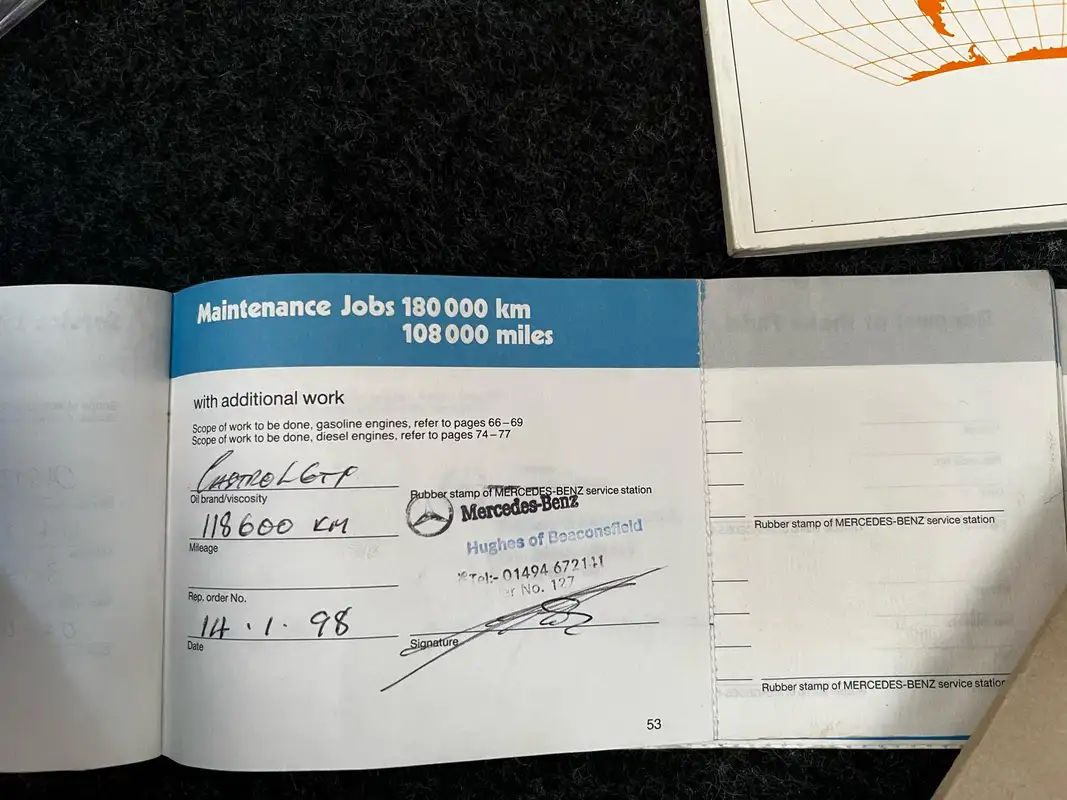 Maintenance Jobs 180 000 km
108 000 miles
with additional work
Scope of work to be done, gasoline engines, refer to pages 66–69
Scope of work to be done, diesel engines, refer to pages 74–77
CASTROL GTX
Oil brand/viscosity
118600 KM
Mileage
Rep. order No.
14 . 1 . 98
Date
Rubber stamp of MERCEDES-BENZ service station
Mercedes-Benz
Hughes of Beaconsfield
Tel:- 01494 672141
No. 127
Signature
53
Rubber stamp of MERCEDES-BENZ service station
Rubber stamp of MERCEDES-BENZ service station